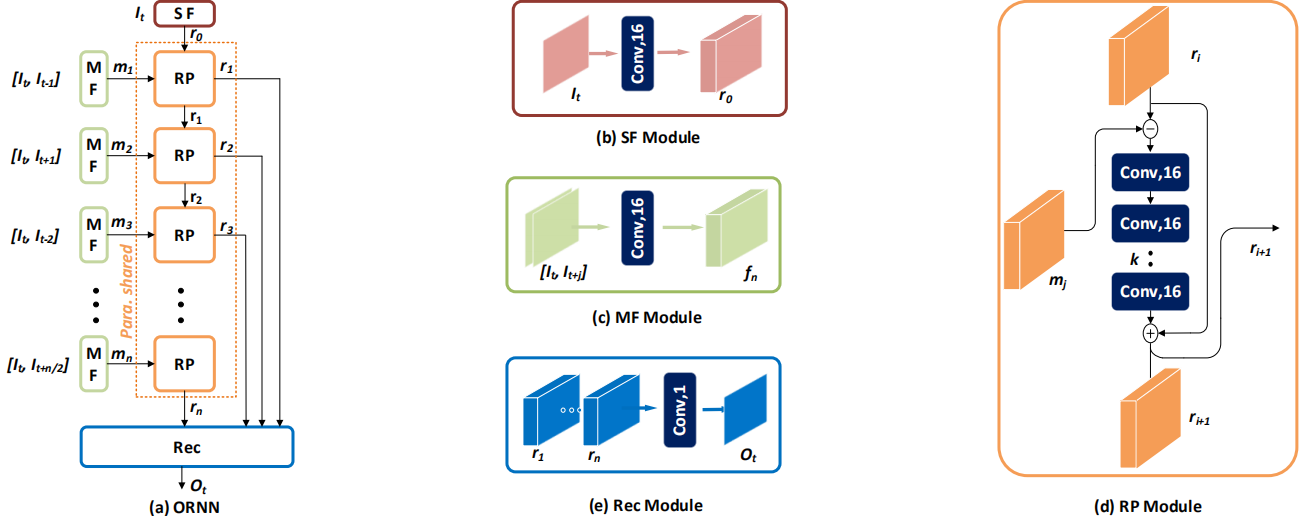 I_t
S F
r_0
[I_t, I_{t-1}]
M
F
m_1
RP
r_1
r_1
[I_t, I_{t+1}]
M
F
m_2
RP
r_2
r_2
[I_t, I_{t-2}]
M
F
m_3
RP
r_3
Para. shared
[I_t, I_{t+n/2}]
M
F
m_n
RP
r_n
Rec
O_t
(a) ORNN
Conv,16
I_t
r_0
(b) SF Module
Conv,16
[I_t, I_{t+j}]
f_n
(c) MF Module
Conv,1
r_1
r_n
O_t
(e) Rec Module
r_i
−
Conv,16
Conv,16
m_j
k
r_{i+1}
Conv,16
+
r_{i+1}
(d) RP Module